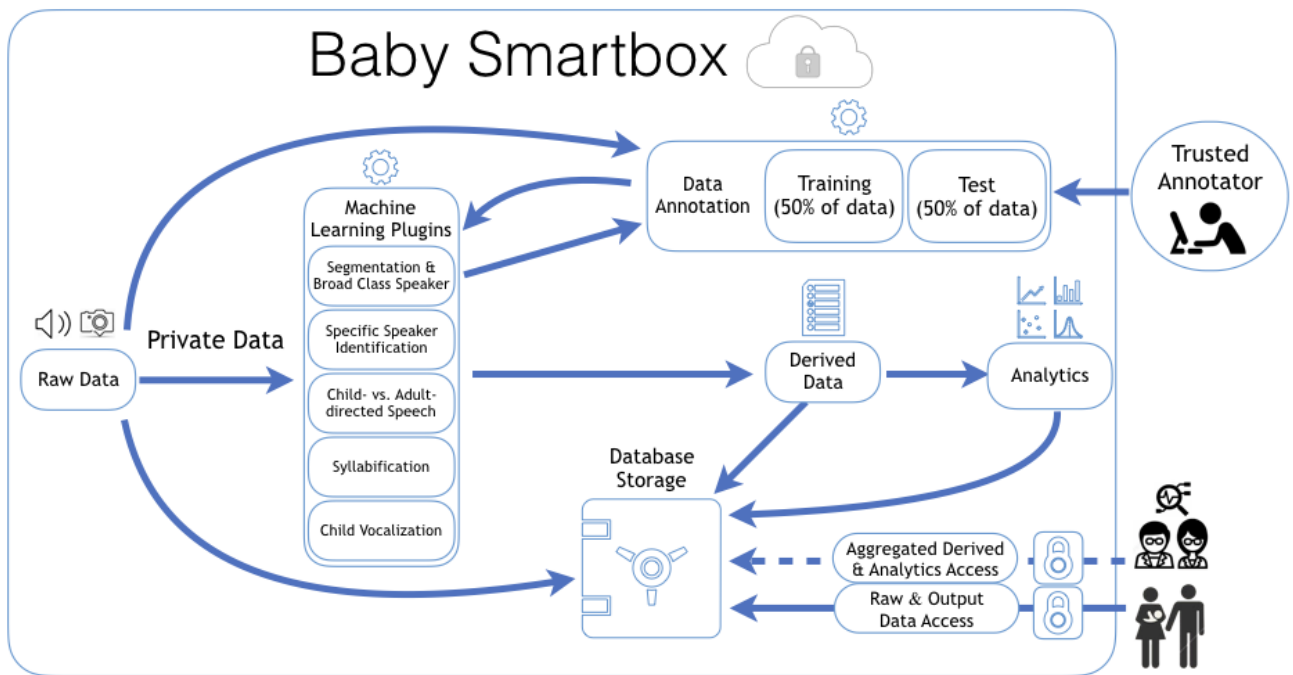 Baby Smartbox
Data
Annotation
Training
(50% of data)
Test
(50% of data)
Trusted
Annotator
Machine
Learning Plugins
Segmentation &
Broad Class Speaker
Specific Speaker
Identification
Child- vs. Adult-
directed Speech
Syllabification
Child Vocalization
Private Data
Raw Data
Derived
Data
Analytics
Database
Storage
Aggregated Derived
& Analytics Access
Raw & Output
Data Access